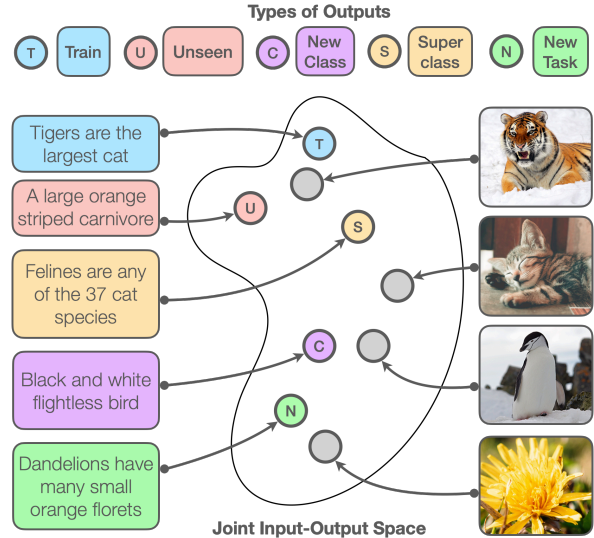 Types of Outputs
T Train U Unseen C New Class S Super class N New Task
Tigers are the
largest cat
T
A large orange
striped carnivore
U
S
Felines are any
of the 37 cat
species
C
Black and white
flightless bird
N
Dandelions have
many small
orange florets
Joint Input-Output Space